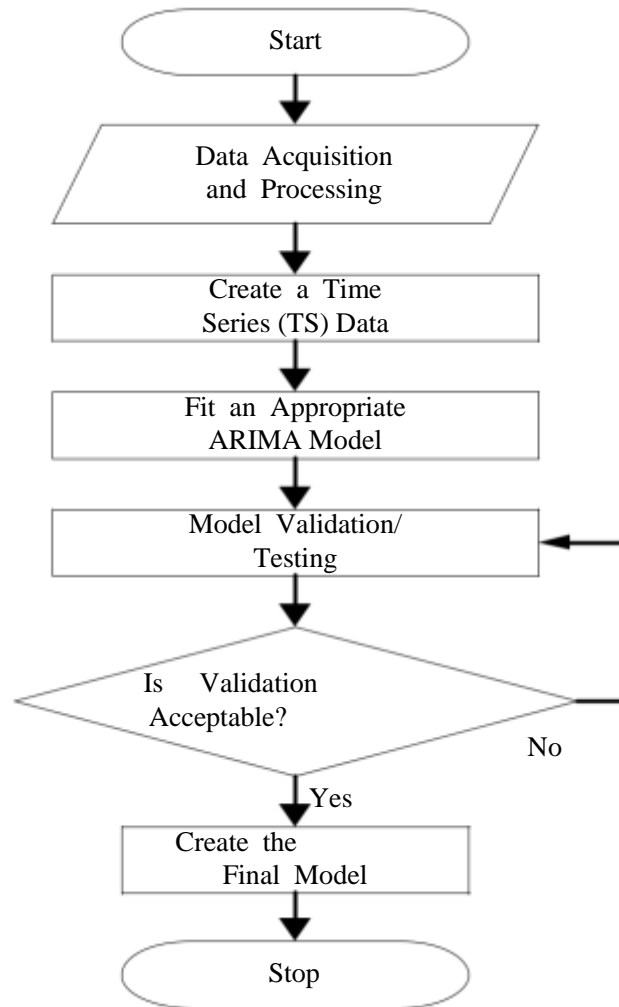 Start
Data Acquisition
and Processing
Create a Time
Series (TS) Data
Fit an Appropriate
ARIMA Model
Model Validation/
Testing
Is Validation
Acceptable?
No
Yes
Create the
Final Model
Stop